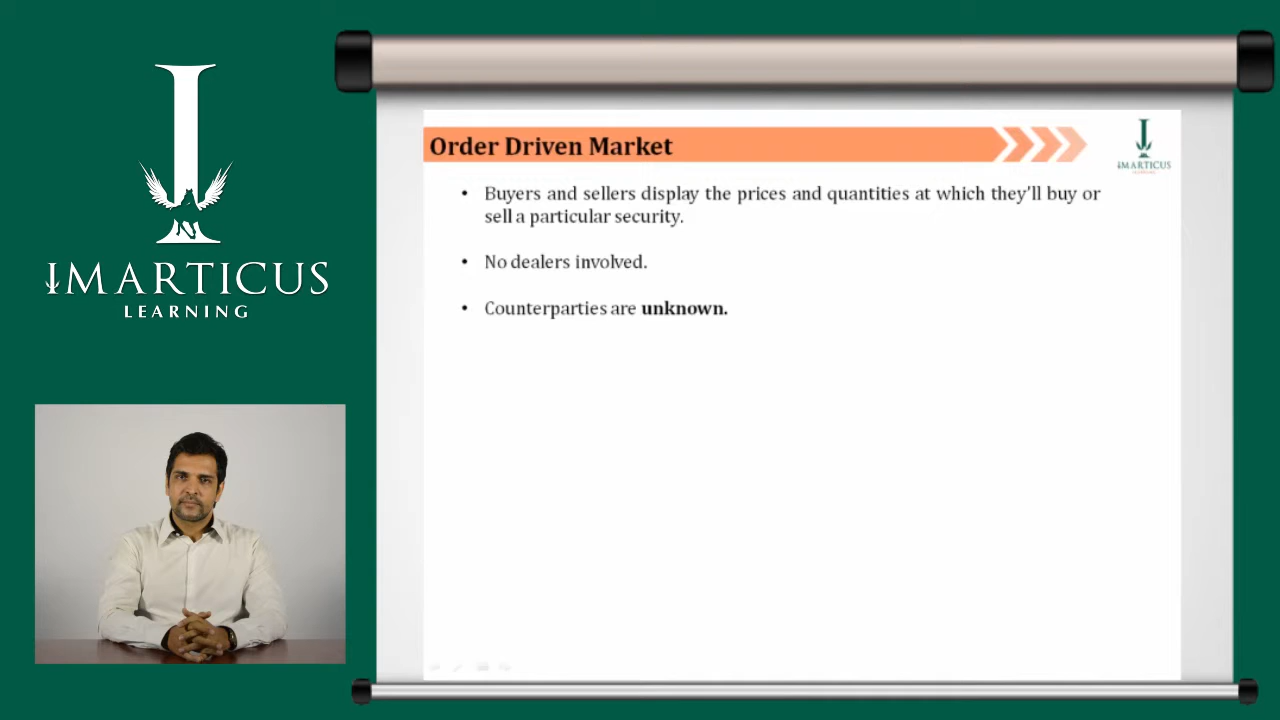 IMARTICUS
LEARNING
Order Driven Market
IMARTICUS
• Buyers and sellers display the prices and quantities at which they'll buy or
sell a particular security.
• No dealers involved.
• Counterparties are unknown.